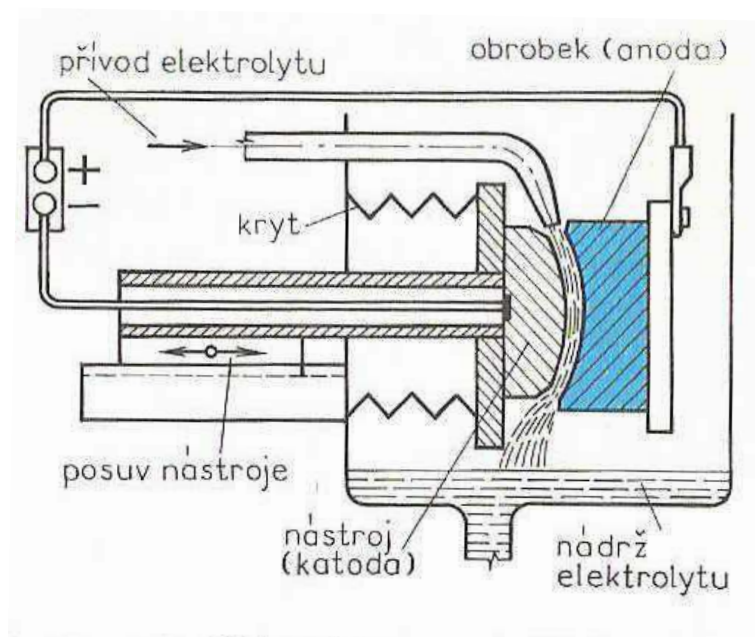 přívod elektrolytu
obrobek (anoda)
+
−
kryt
posuv nástroje
nástroj
(katoda)
nádrž
elektrolytu